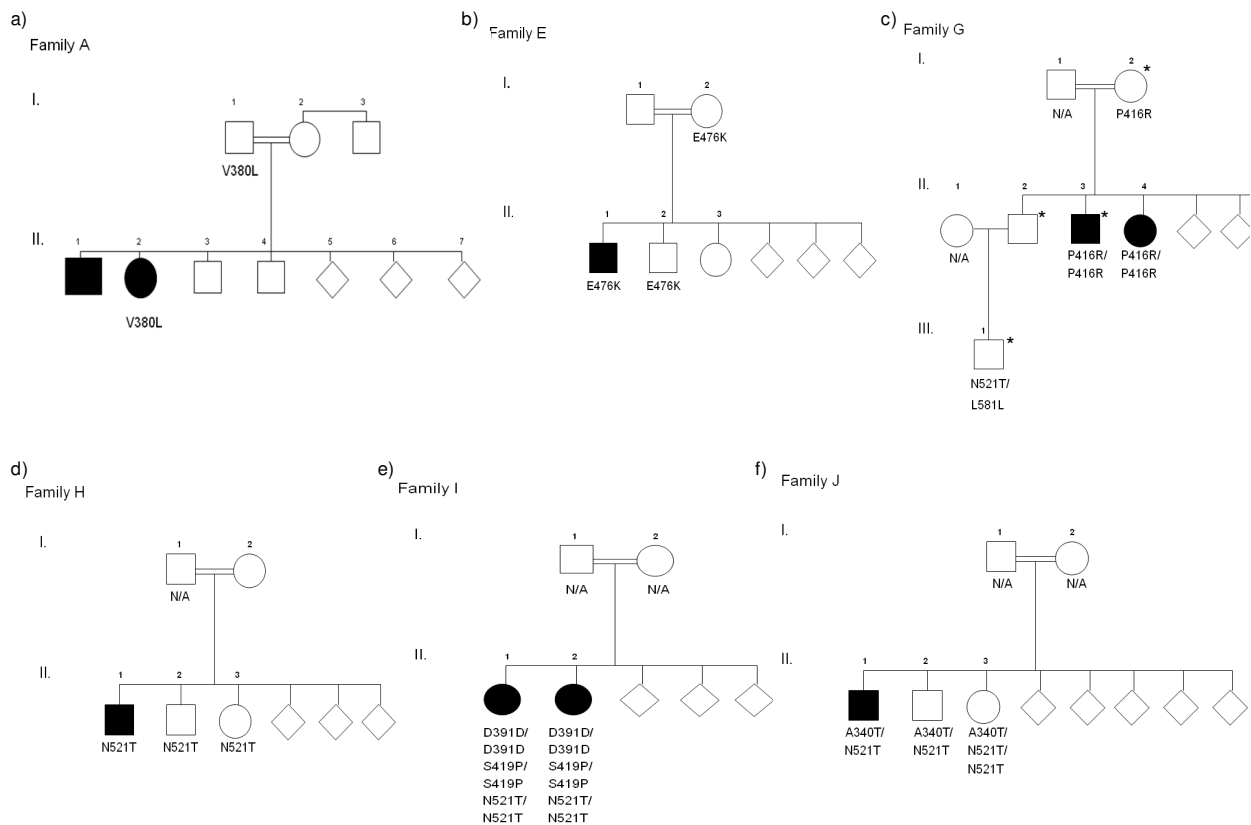 a)
Family A
I.
1 2 3
V380L
II.
1 2 3 4 5 6 7
V380L
b)
Family E
I.
1 2
E476K
II.
1 2 3
E476K E476K
c)
Family G
I.
1 2 *
N/A P416R
II.
1 2 3 4
* *
N/A P416R/ P416R/
P416R P416R
III.
1 *
N521T/
L581L
d)
Family H
I.
1 2
N/A
II.
1 2 3
N521T N521T N521T
e)
Family I
I.
1 2
N/A N/A
II.
1 2
D391D/ D391D/
D391D D391D
S419P/ S419P/
S419P S419P
N521T/ N521T/
N521T N521T
f)
Family J
I.
1 2
N/A N/A
II.
1 2 3
A340T/ A340T/ A340T/
N521T N521T N521T/
N521T